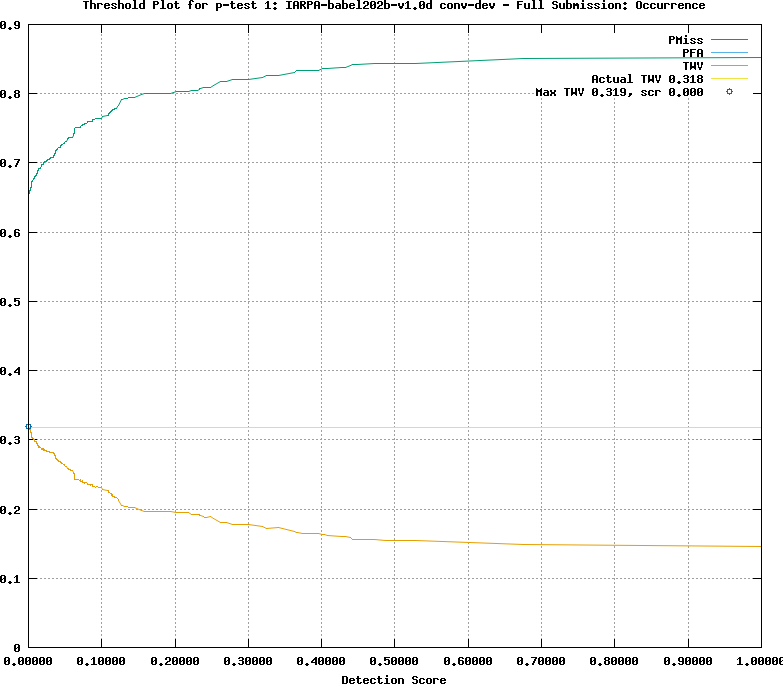 Threshold Plot for p-test 1: IARPA-babel202b-v1.0d conv-dev - Full Submission: Occurrence
0.9
PMiss
PFA
TWV
Actual TWV 0.318
Max TWV 0.319, scr 0.000
0.8
0.7
0.6
0.5
0.4
0.3
0.2
0.1
0
0.00000 0.10000 0.20000 0.30000 0.40000 0.50000 0.60000 0.70000 0.80000 0.90000 1.0000
Detection Score